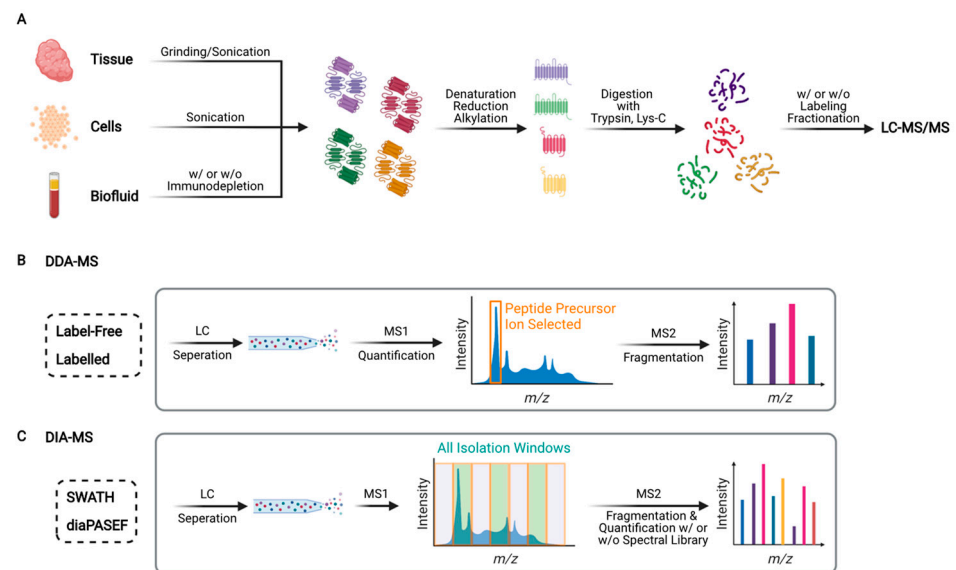 A
Tissue
Grinding/Sonication
Cells
Sonication
Biofluid
w/ or w/o
Immunodepletion
Denaturation
Reduction
Alkylation
Digestion
with
Trypsin, Lys-C
w/ or w/o
Labeling
Fractionation
LC-MS/MS
B DDA-MS
Label-Free
Labelled
LC
Seperation
MS1
Quantification
Intensity
Peptide Precursor
Ion Selected
m/z
MS2
Fragmentation
Intensity
m/z
C DIA-MS
SWATH
diaPASEF
LC
Seperation
MS1
All Isolation Windows
Intensity
m/z
MS2
Fragmentation &
Quantification w/ or
w/o Spectral Library
Intensity
m/z